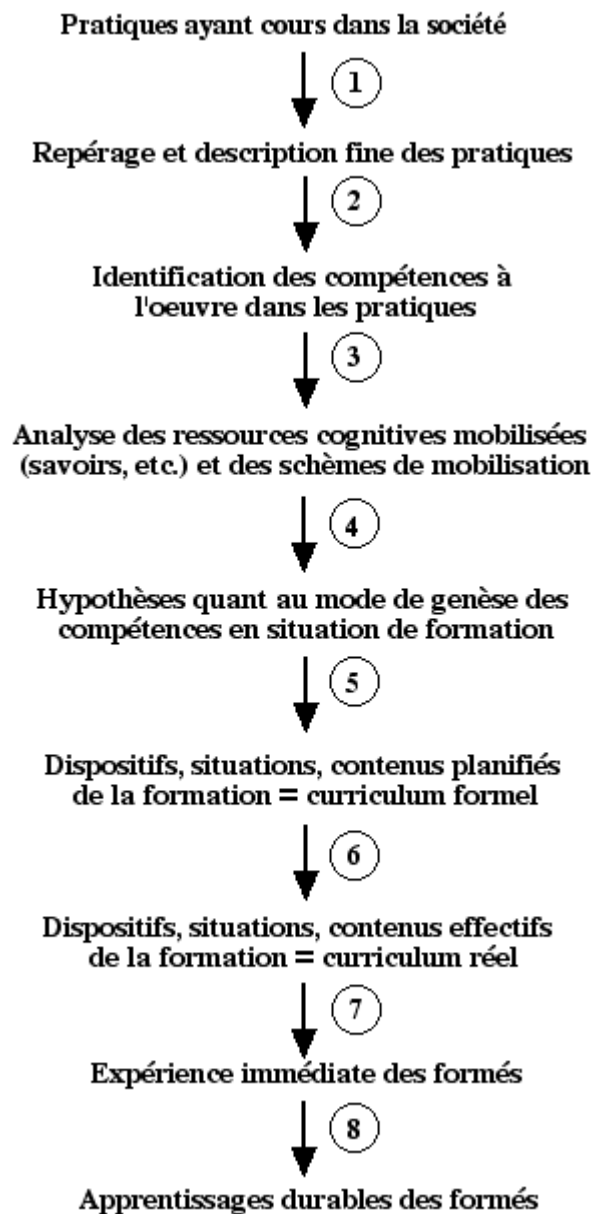 Pratiques ayant cours dans la société
1
Repérage et description fine des pratiques
2
Identification des compétences à
l'oeuvre dans les pratiques
3
Analyse des ressources cognitives mobilisées
(savoirs, etc.) et des schèmes de mobilisation
4
Hypothèses quant au mode de genèse des
compétences en situation de formation
5
Dispositifs, situations, contenus planifiés
de la formation = curriculum formel
6
Dispositifs, situations, contenus effectifs
de la formation = curriculum réel
7
Expérience immédiate des formés
8
Apprentissages durables des formés